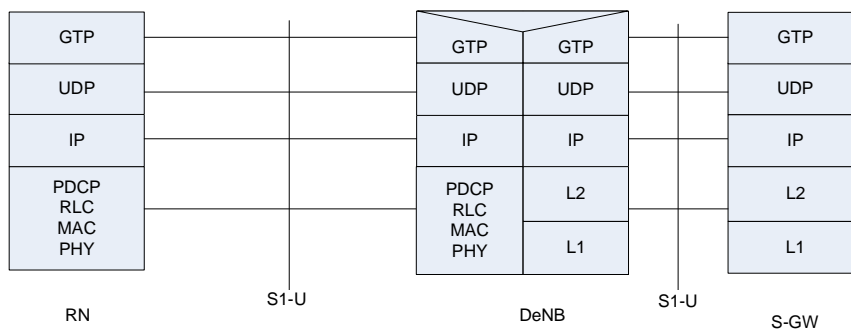 GTP
UDP
IP
PDCP
RLC
MAC
PHY
RN
S1-U
GTP
GTP
UDP
UDP
IP
IP
PDCP
RLC
MAC
PHY
L2
L1
DeNB
S1-U
GTP
UDP
IP
L2
L1
S-GW